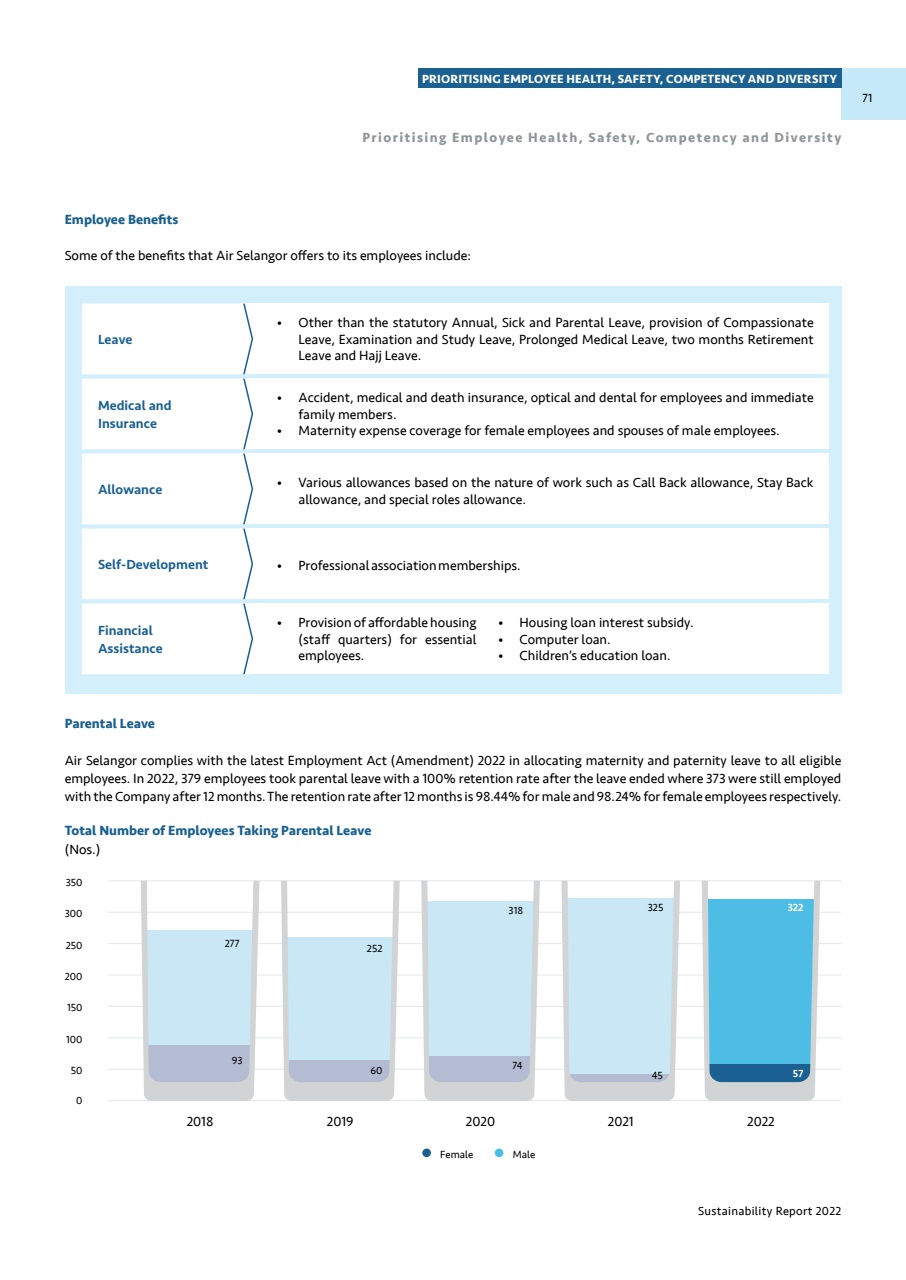 PRIORITISING EMPLOYEE HEALTH, SAFETY, COMPETENCY AND DIVERSITY
71
Prioritising Employee Health, Safety, Competency and Diversity
Employee Benefits
Some of the benefits that Air Selangor offers to its employees include:
Leave
• Other than the statutory Annual, Sick and Parental Leave, provision of Compassionate
Leave, Examination and Study Leave, Prolonged Medical Leave, two months Retirement
Leave and Hajj Leave.
Medical and
Insurance
• Accident, medical and death insurance, optical and dental for employees and immediate
family members.
• Maternity expense coverage for female employees and spouses of male employees.
Allowance
• Various allowances based on the nature of work such as Call Back allowance, Stay Back
allowance, and special roles allowance.
Self-Development
• Professional association memberships.
Financial
Assistance
• Provision of affordable housing
(staff quarters) for essential
employees.
• Housing loan interest subsidy.
• Computer loan.
• Children's education loan.
Parental Leave
Air Selangor complies with the latest Employment Act (Amendment) 2022 in allocating maternity and paternity leave to all eligible
employees. In 2022, 379 employees took parental leave with a 100% retention rate after the leave ended where 373 were still employed
with the Company after 12 months. The retention rate after 12 months is 98.44% for male and 98.24% for female employees respectively.
Total Number of Employees Taking Parental Leave
(Nos.)
350
300
250
200
150
100
50
0
277
93
252
60
318
74
325
45
322
57
2018
2019
2020
2021
2022
Female
Male
Sustainability Report 2022